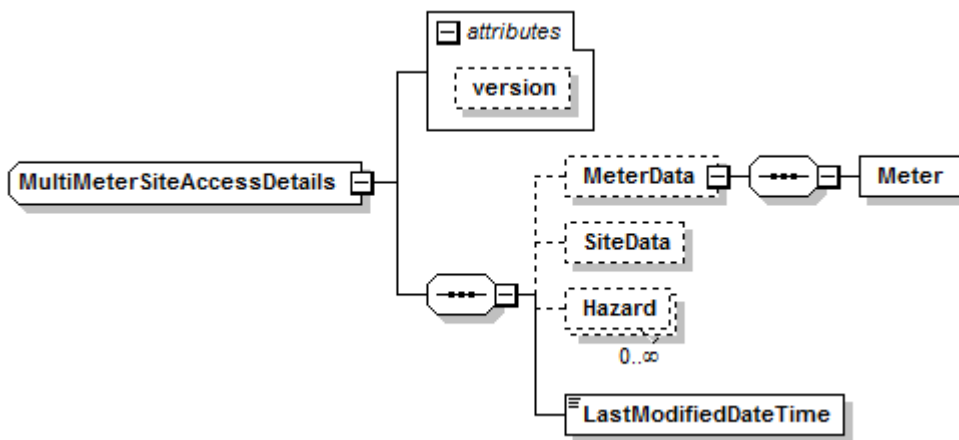 attributes
version
MultiMeterSiteAccessDetails
MeterData
Meter
SiteData
Hazard
0..∞
LastModifiedDateTime